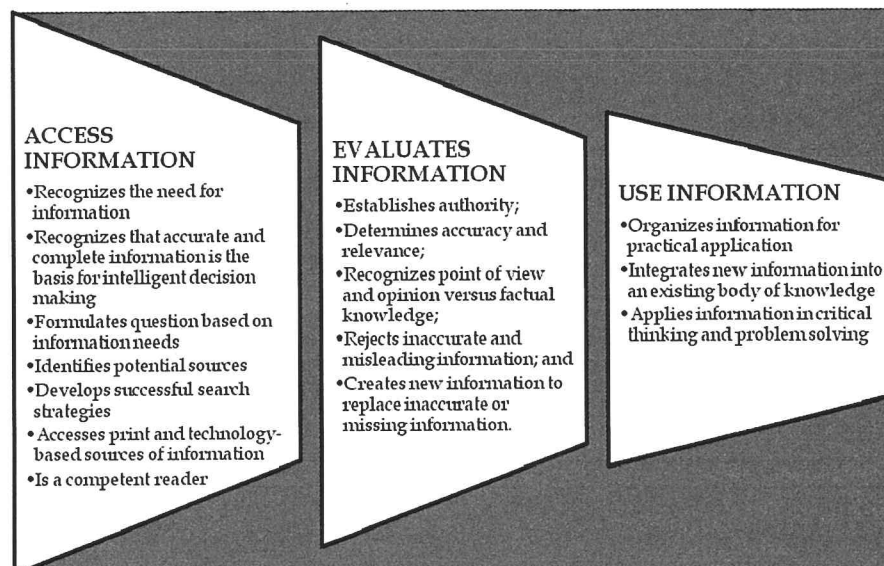 ACCESS
INFORMATION
•Recognizes the need for
information
•Recognizes that accurate and
complete information is the
basis for intelligent decision
making
•Formulates question based on
information needs
•Identifies potential sources
•Develops successful search
strategies
•Accesses print and technology-
based sources of information
•Is a competent reader
EVALUATES
INFORMATION
•Establishes authority;
•Determines accuracy and
relevance;
•Recognizes point of view
and opinion versus factual
knowledge;
•Rejects inaccurate and
misleading information; and
•Creates new information to
replace inaccurate or
missing information.
USE INFORMATION
•Organizes information for
practical application
•Integrates new information into
an existing body of knowledge
•Applies information in critical
thinking and problem solving